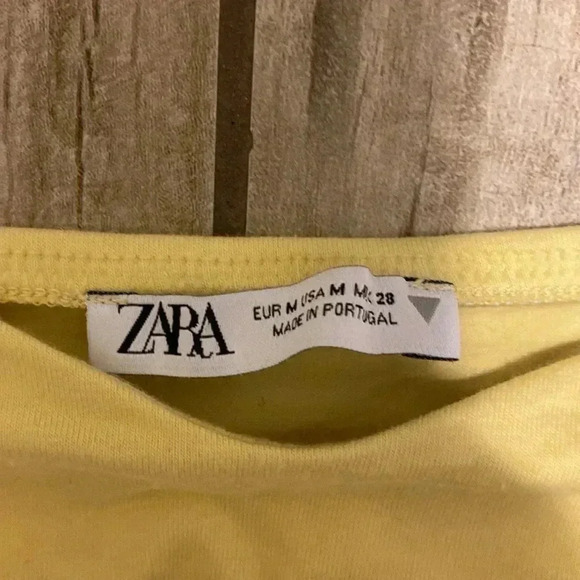 ZARA
EUR M USA M MEX 28
MADE IN PORTUGAL